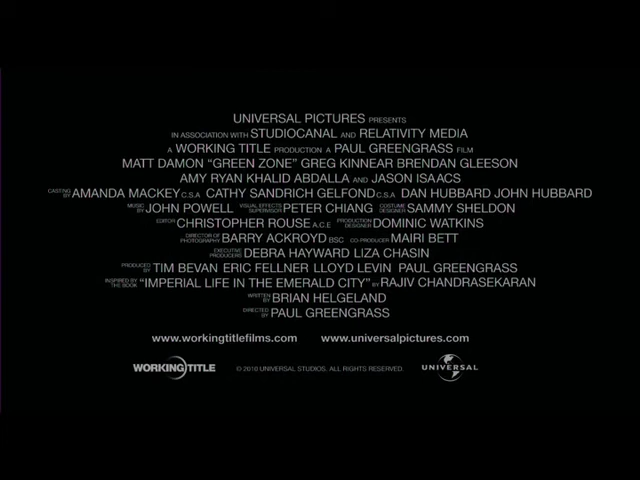 UNIVERSAL PICTURES PRESENTS
IN ASSOCIATION WITH STUDIOCANAL AND RELATIVITY MEDIA
A WORKING TITLE PRODUCTION A PAUL GREENGRASS FILM
MATT DAMON “GREEN ZONE” GREG KINNEAR BRENDAN GLEESON
AMY RYAN KHALID ABDALLA AND JASON ISAACS
CASTING BY AMANDA MACKEY C.S.A. CATHY SANDRICH GELFOND C.S.A. DAN HUBBARD JOHN HUBBARD
MUSIC BY JOHN POWELL VISUAL EFFECTS SUPERVISOR PETER CHIANG COSTUME DESIGNER SAMMY SHELDON
EDITOR CHRISTOPHER ROUSE A.C.E PRODUCTION DESIGNER DOMINIC WATKINS
DIRECTOR OF PHOTOGRAPHY BARRY ACKROYD BSC CO-PRODUCER MAIRI BETT
EXECUTIVE PRODUCERS DEBRA HAYWARD LIZA CHASIN
PRODUCED BY TIM BEVAN ERIC FELLNER LLOYD LEVIN PAUL GREENGRASS
INSPIRED BY THE BOOK “IMPERIAL LIFE IN THE EMERALD CITY” BY RAJIV CHANDRASEKARAN
WRITTEN BY BRIAN HELGELAND
DIRECTED BY PAUL GREENGRASS
www.workingtitlefilms.com www.universalpictures.com
WORKING TITLE © 2010 UNIVERSAL STUDIOS. ALL RIGHTS RESERVED. UNIVERSAL